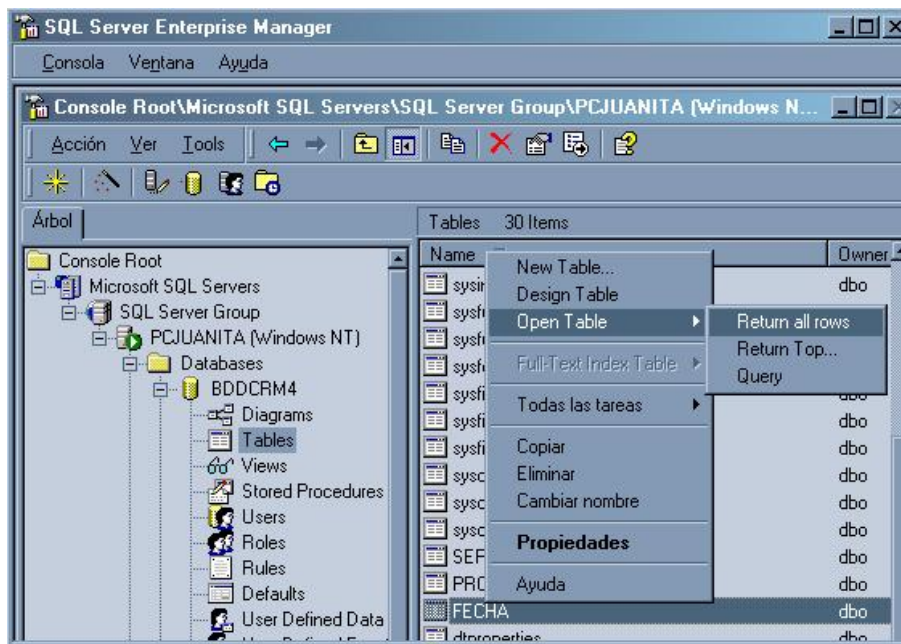 SQL Server Enterprise Manager
Consola Ventana Ayuda
Console Root\Microsoft SQL Servers\SQL Server Group\PCJUANITA (Windows N...
Acción Ver Tools
Árbol
Tables 30 Items
Console Root
Microsoft SQL Servers
SQL Server Group
PCJUANITA (Windows NT)
Databases
BDDCRM4
Diagrams
Tables
Views
Stored Procedures
Users
Roles
Rules
Defaults
User Defined Data
Name Owner
dbo
dbo
dbo
dbo
dbo
dbo
dbo
dbo
dbo
FECHA dbo
dtproperties dbo
New Table...
Design Table
Open Table
Full-Text Index Table
Todas las tareas
Copiar
Eliminar
Cambiar nombre
Propiedades
Ayuda
Return all rows
Return Top...
Query